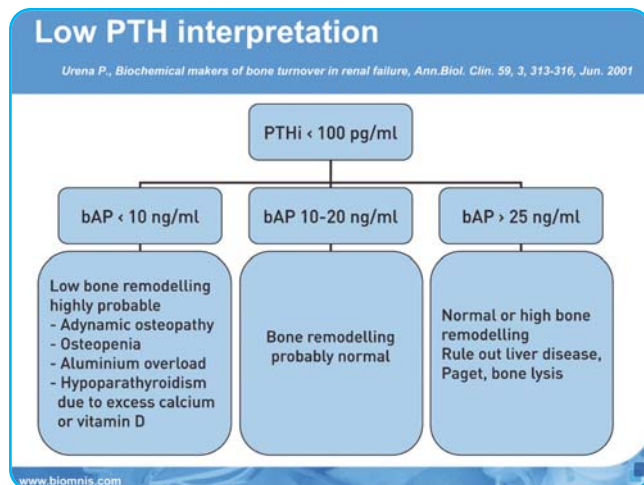 Low PTH interpretation
Urena P., Biochemical makers of bone turnover in renal failure, Ann.Biol. Clin. 59, 3, 313-316, Jun. 2001
PTHi < 100 pg/ml
bAP < 10 ng/ml
bAP 10-20 ng/ml
bAP > 25 ng/ml
Low bone remodelling
highly probable
- Adynamic osteopathy
- Osteopenia
- Aluminium overload
- Hypoparathyroidism
due to excess calcium
or vitamin D
Bone remodelling
probably normal
Normal or high bone
remodelling
Rule out liver disease,
Paget, bone lysis
www.biomnis.com